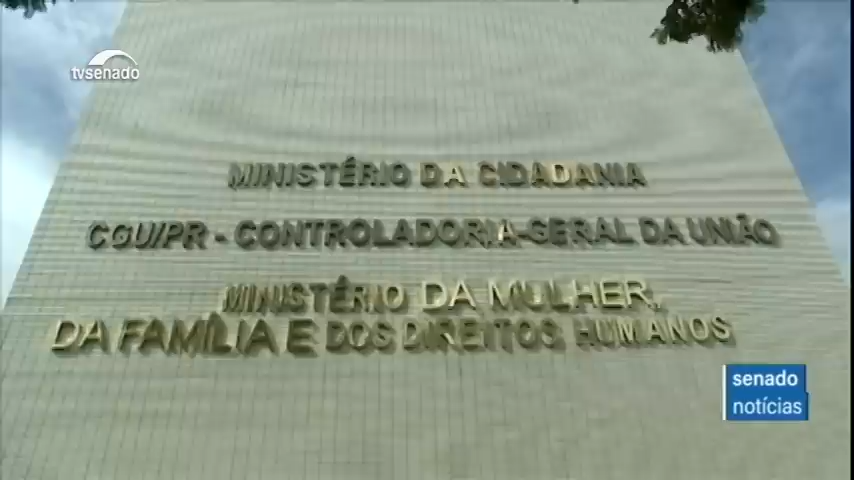 tvsenado
MINISTÉRIO DA CIDADANIA
CGU/PR - CONTROLADORIA-GERAL DA UNIÃO
MINISTÉRIO DA MULHER,
DA FAMÍLIA E DOS DIREITOS HUMANOS
senado
notícias